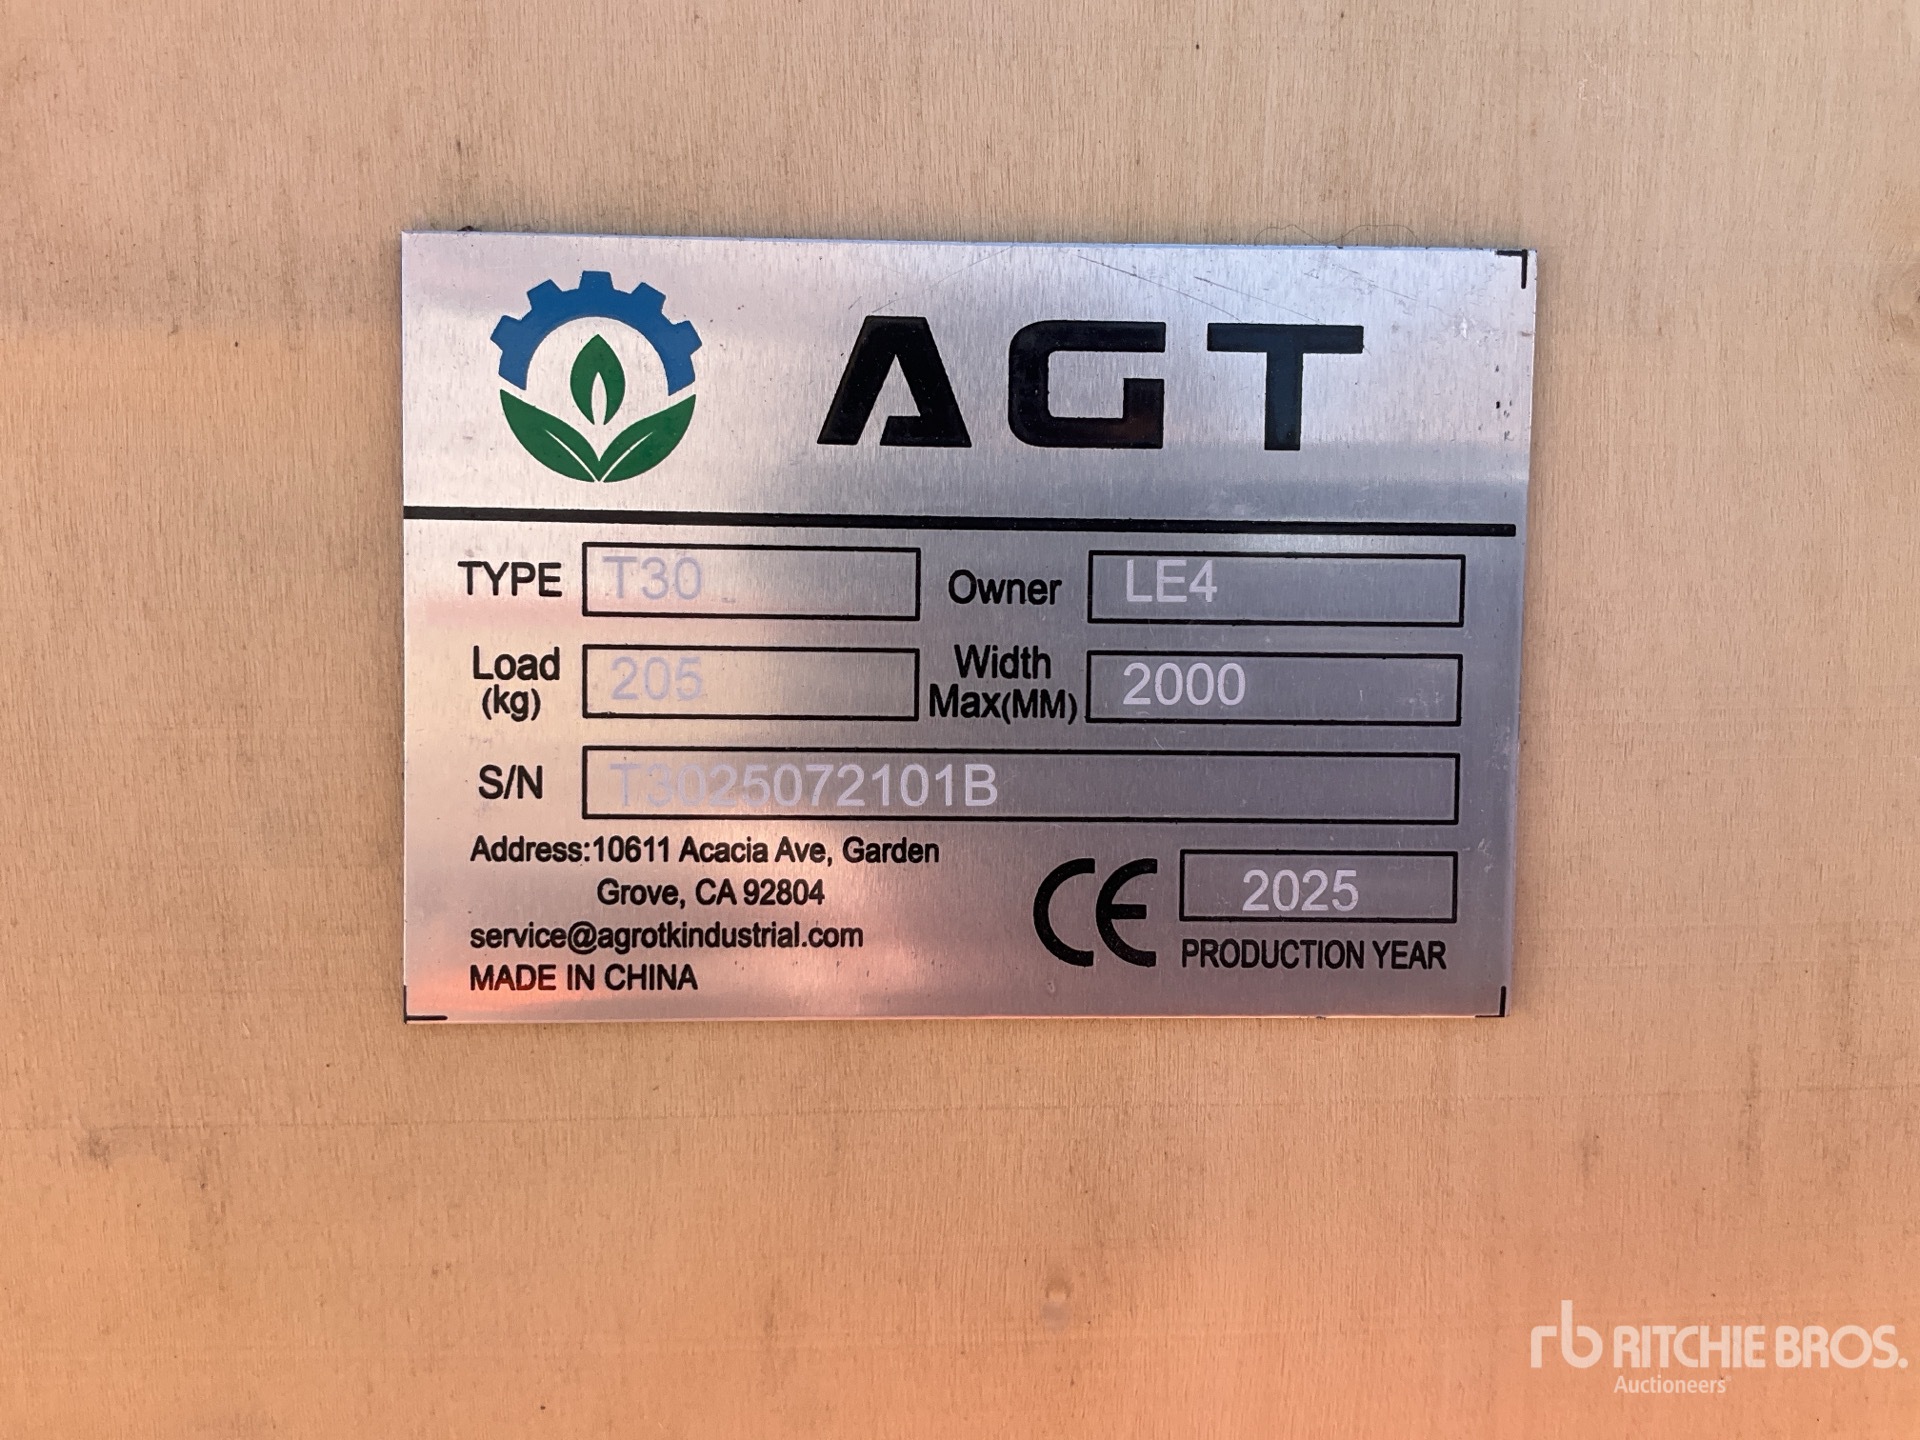 AGT
TYPE T30 Owner LE4
Load (kg) 205 Width Max(MM) 2000
S/N T3025072101B
Address:10611 Acacia Ave, Garden
Grove, CA 92804
service@agrotkindustrial.com
MADE IN CHINA
CE 2025
PRODUCTION YEAR
rb RITCHIE BROS.
Auctioneers